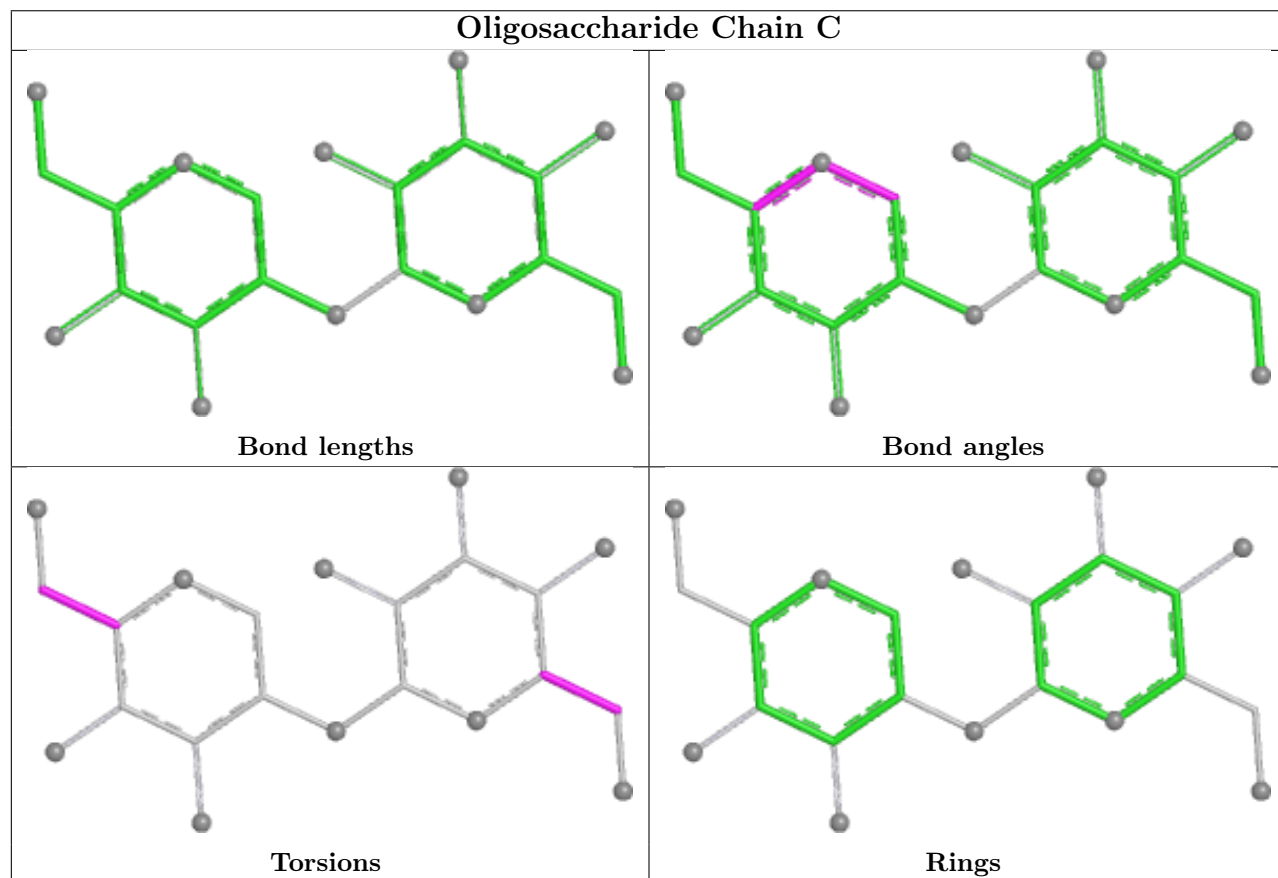 Oligosaccharide Chain C
Bond lengths
Bond angles
Torsions
Rings